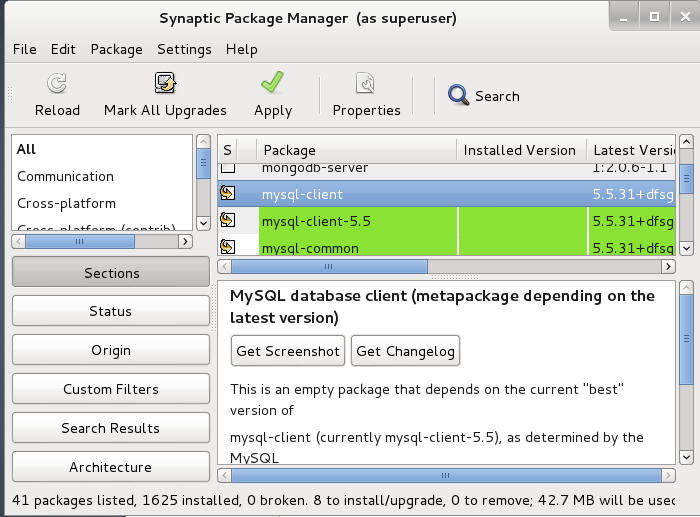 Synaptic Package Manager (as superuser)
File Edit Package Settings Help
Reload Mark All Upgrades Apply Properties Search
All
Communication
Cross-platform
Cross-platform (contrib)
S Package Installed Version Latest Versi
mongodb-server 1:2.0.6-1.1
mysql-client 5.5.31+dfsg
mysql-client-5.5 5.5.31+dfsg
mysql-common 5.5.31+dfsg
Sections
Status
Origin
Custom Filters
Search Results
Architecture
MySQL database client (metapackage depending on the
latest version)
Get Screenshot Get Changelog
This is an empty package that depends on the current "best"
version of
mysql-client (currently mysql-client-5.5), as determined by the
MySQL
41 packages listed, 1625 installed, 0 broken. 8 to install/upgrade, 0 to remove; 42.7 MB will be used